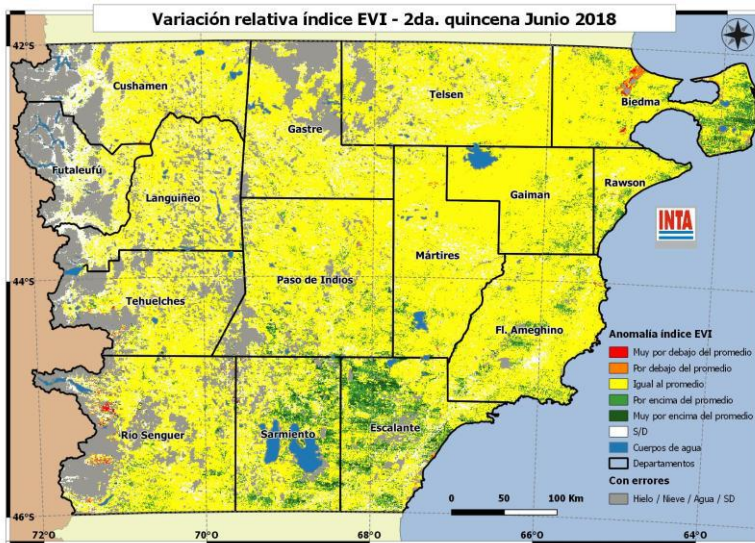 Variación relativa índice EVI - 2da. quincena Junio 2018
42°S
Cushamen
Telsen
Biedma
Gastre
Futaleufú
Languiñeo
Gaiman
Rawson
INTA
44°S
Tehuelches
Paso de Indios
Mártires
Fl. Ameghino
Río Senguer
Sarmiento
Escalante
Anomalía índice EVI
Muy por debajo del promedio
Por debajo del promedio
Igual al promedio
Por encima del promedio
Muy por encima del promedio
S/D
Cuerpos de agua
Departamentos
Con errores
Hielo / Nieve / Agua / SD
0 50 100 Km
46°S
72°O 70°O 68°O 66°O 64°O